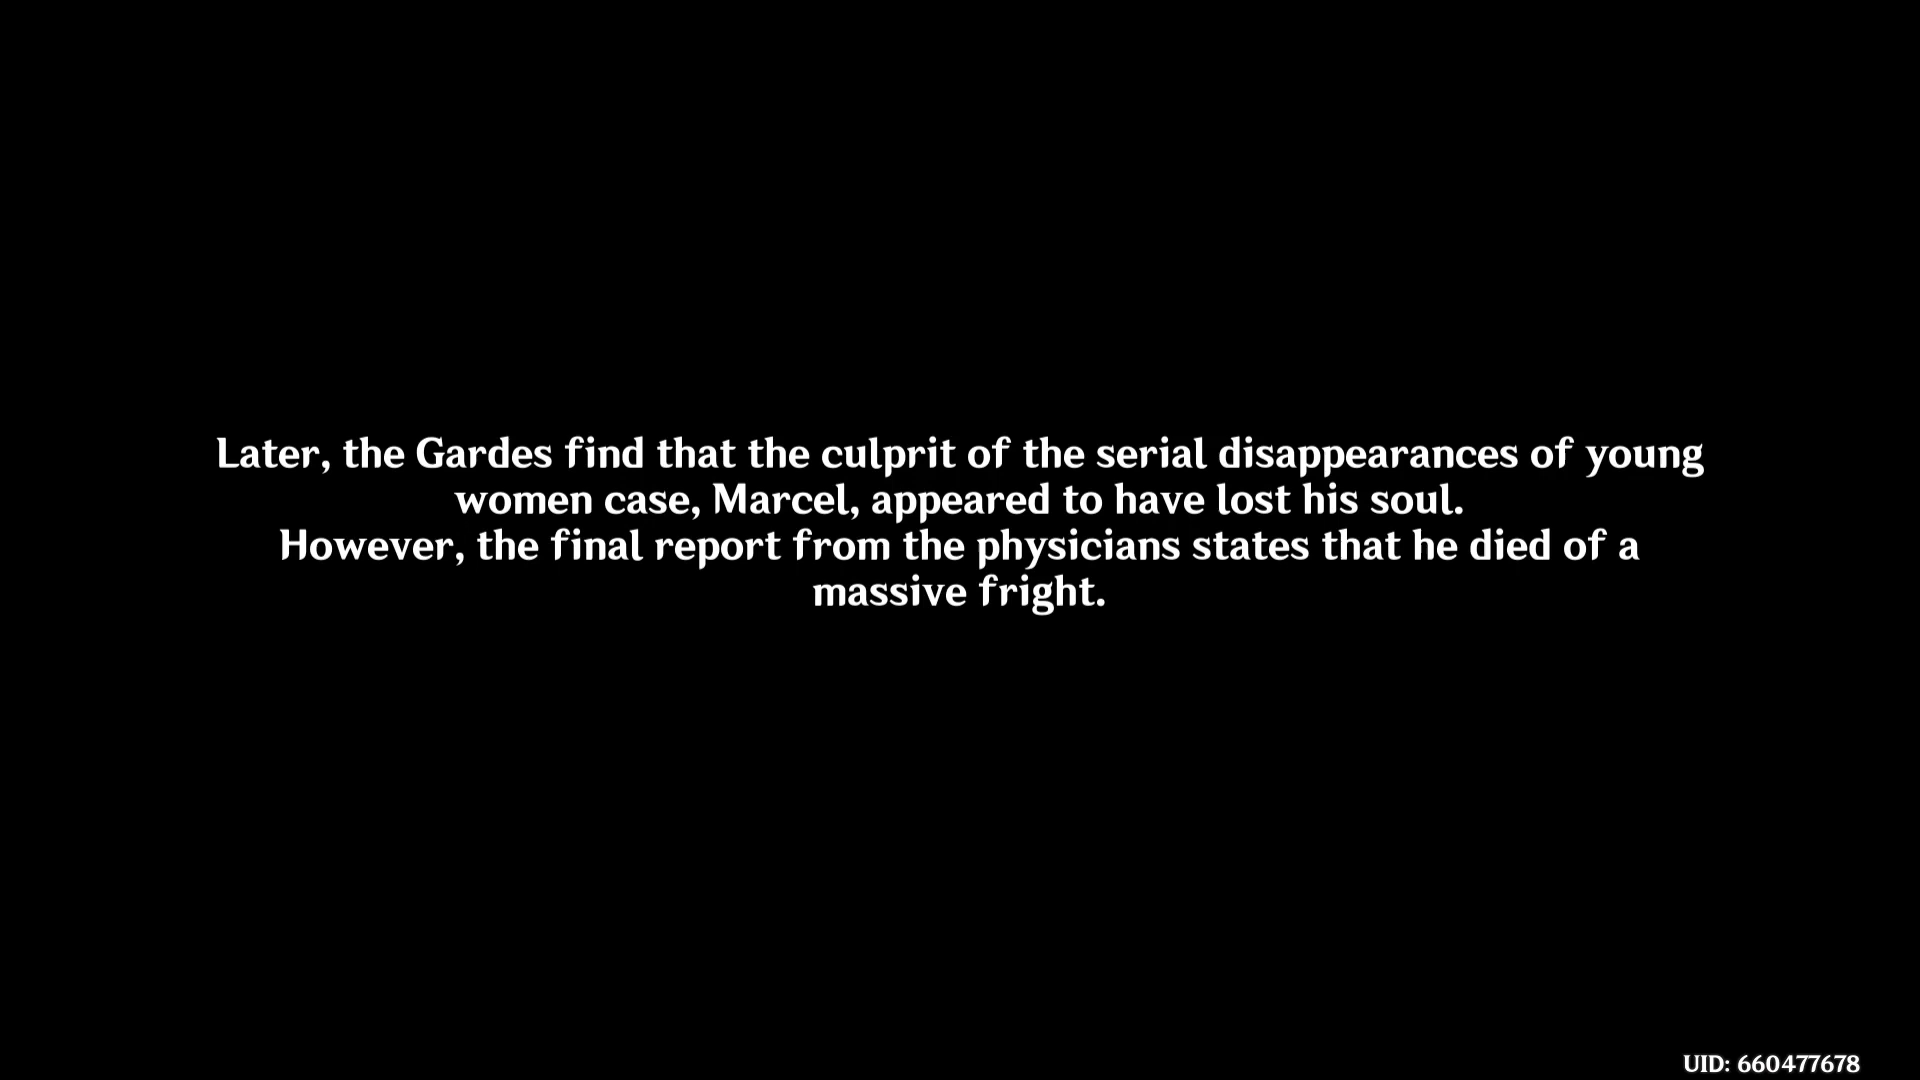 Later, the Gardes find that the culprit of the serial disappearances of young
women case, Marcel, appeared to have lost his soul.
However, the final report from the physicians states that he died of a
massive fright.
UID: 660477678